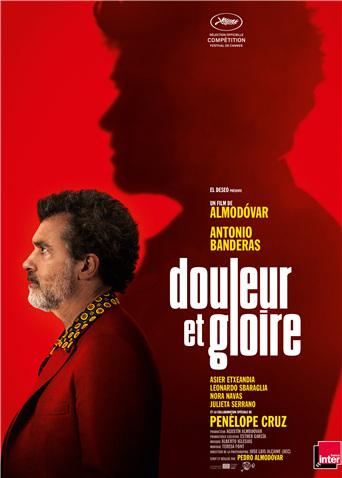 SÉLECTION OFFICIELLE
COMPÉTITION
FESTIVAL DE CANNES
EL DESEO PRÉSENTE
UN FILM DE
ALMODÓVAR
ANTONIO
BANDERAS
douleur
et gloire
ASIER ETXEANDIA
LEONARDO SBARAGLIA
NORA NAVAS
JULIETA SERRANO
ET LA COLLABORATION SPÉCIALE DE
PENÉLOPE CRUZ
PRODUCTEUR AGUSTÍN ALMODÓVAR
PRODUCTRICE EXÉCUTIVE ESTHER GARCÍA
MUSIQUE ALBERTO IGLESIAS
MONTAGE TERESA FONT
DIRECTEUR DE LA PHOTOGRAPHIE JOSÉ LUIS ALCAINE (AEC)
ÉCRIT ET RÉALISÉ PAR PEDRO ALMODÓVAR
france
inter